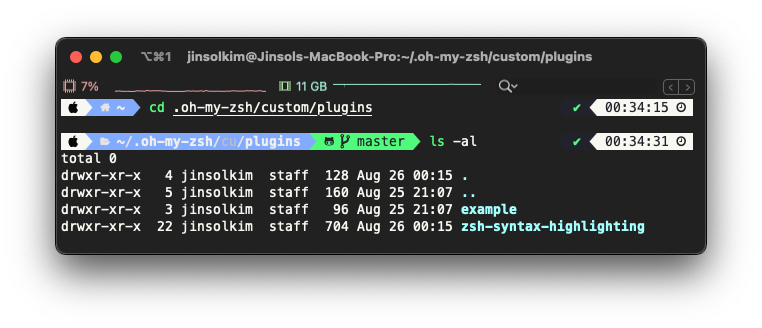 ⌥⌘1 jinsolkim@Jinsols-MacBook-Pro:~/.oh-my-zsh/custom/plugins
7% 11 GB
~ cd .oh-my-zsh/custom/plugins ✔ 00:34:15
~/.oh-my-zsh/cu/plugins master ls -al ✔ 00:34:31
total 0
drwxr-xr-x 4 jinsolkim staff 128 Aug 26 00:15 .
drwxr-xr-x 5 jinsolkim staff 160 Aug 25 21:07 ..
drwxr-xr-x 3 jinsolkim staff 96 Aug 25 21:07 example
drwxr-xr-x 22 jinsolkim staff 704 Aug 26 00:15 zsh-syntax-highlighting